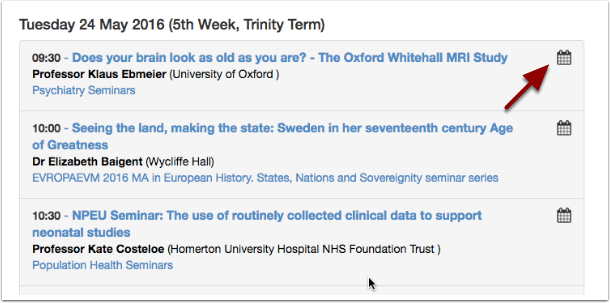 Tuesday 24 May 2016 (5th Week, Trinity Term)
09:30 - Does your brain look as old as you are? - The Oxford Whitehall MRI Study
Professor Klaus Ebmeier (University of Oxford )
Psychiatry Seminars
10:00 - Seeing the land, making the state: Sweden in her seventeenth century Age
of Greatness
Dr Elizabeth Baigent (Wycliffe Hall)
EVROPAEVM 2016 MA in European History. States, Nations and Sovereignity seminar series
10:30 - NPEU Seminar: The use of routinely collected clinical data to support
neonatal studies
Professor Kate Costeloe (Homerton University Hospital NHS Foundation Trust )
Population Health Seminars